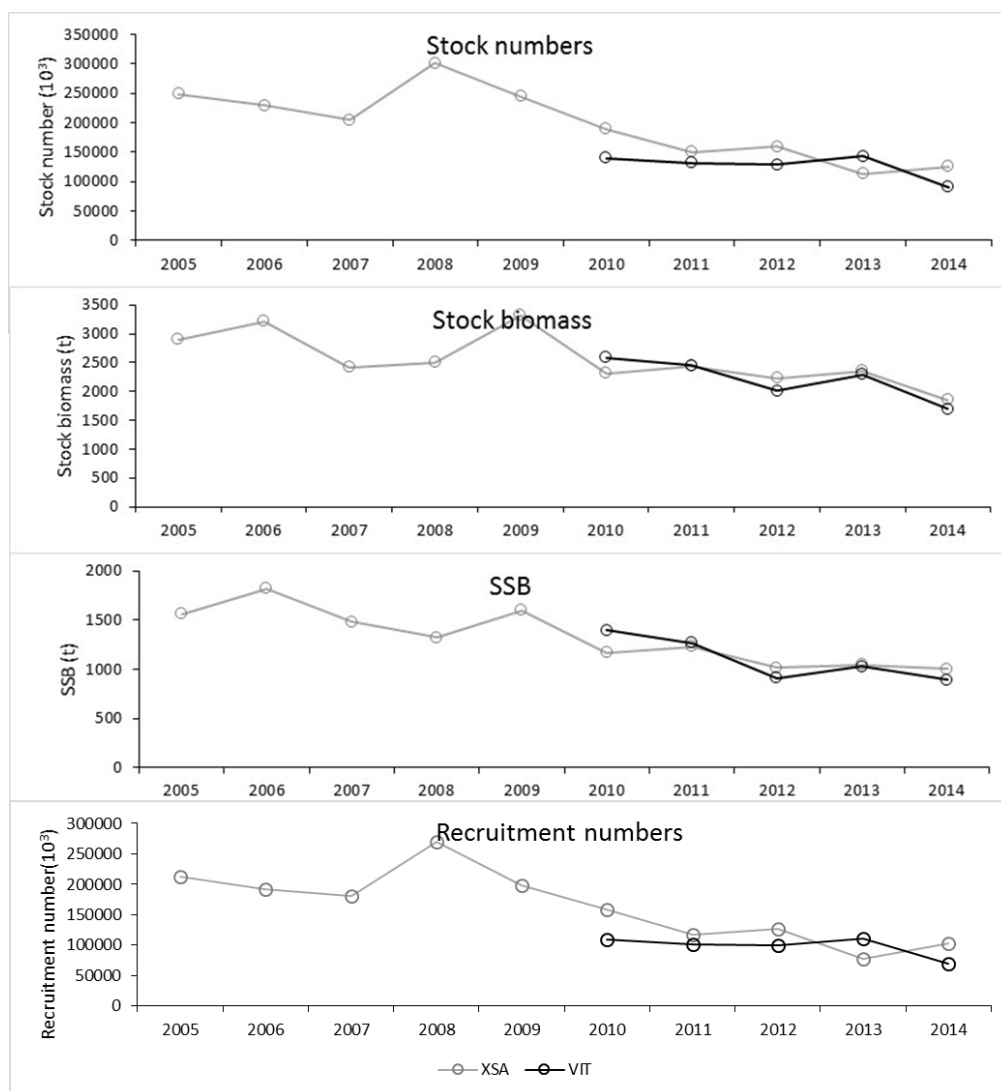 Stock numbers
Stock number (10³)
350000
300000
250000
200000
150000
100000
50000
0
2005 2006 2007 2008 2009 2010 2011 2012 2013 2014
Stock biomass
Stock biomass (t)
3500
3000
2500
2000
1500
1000
500
0
2005 2006 2007 2008 2009 2010 2011 2012 2013 2014
SSB
SSB (t)
2000
1500
1000
500
0
2005 2006 2007 2008 2009 2010 2011 2012 2013 2014
Recruitment numbers
Recruitment number(10³)
300000
250000
200000
150000
100000
50000
0
2005 2006 2007 2008 2009 2010 2011 2012 2013 2014
XSA VIT